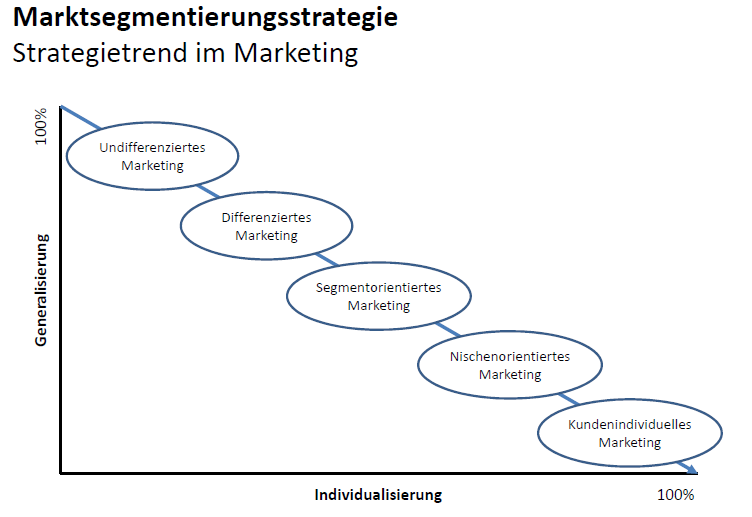 Marktsegmentierungsstrategie
Strategietrend im Marketing
100%
Undifferenziertes
Marketing
Differenziertes
Marketing
Segmentorientiertes
Marketing
Generalisierung
Nischenorientiertes
Marketing
Kundenindividuelles
Marketing
Individualisierung
100%